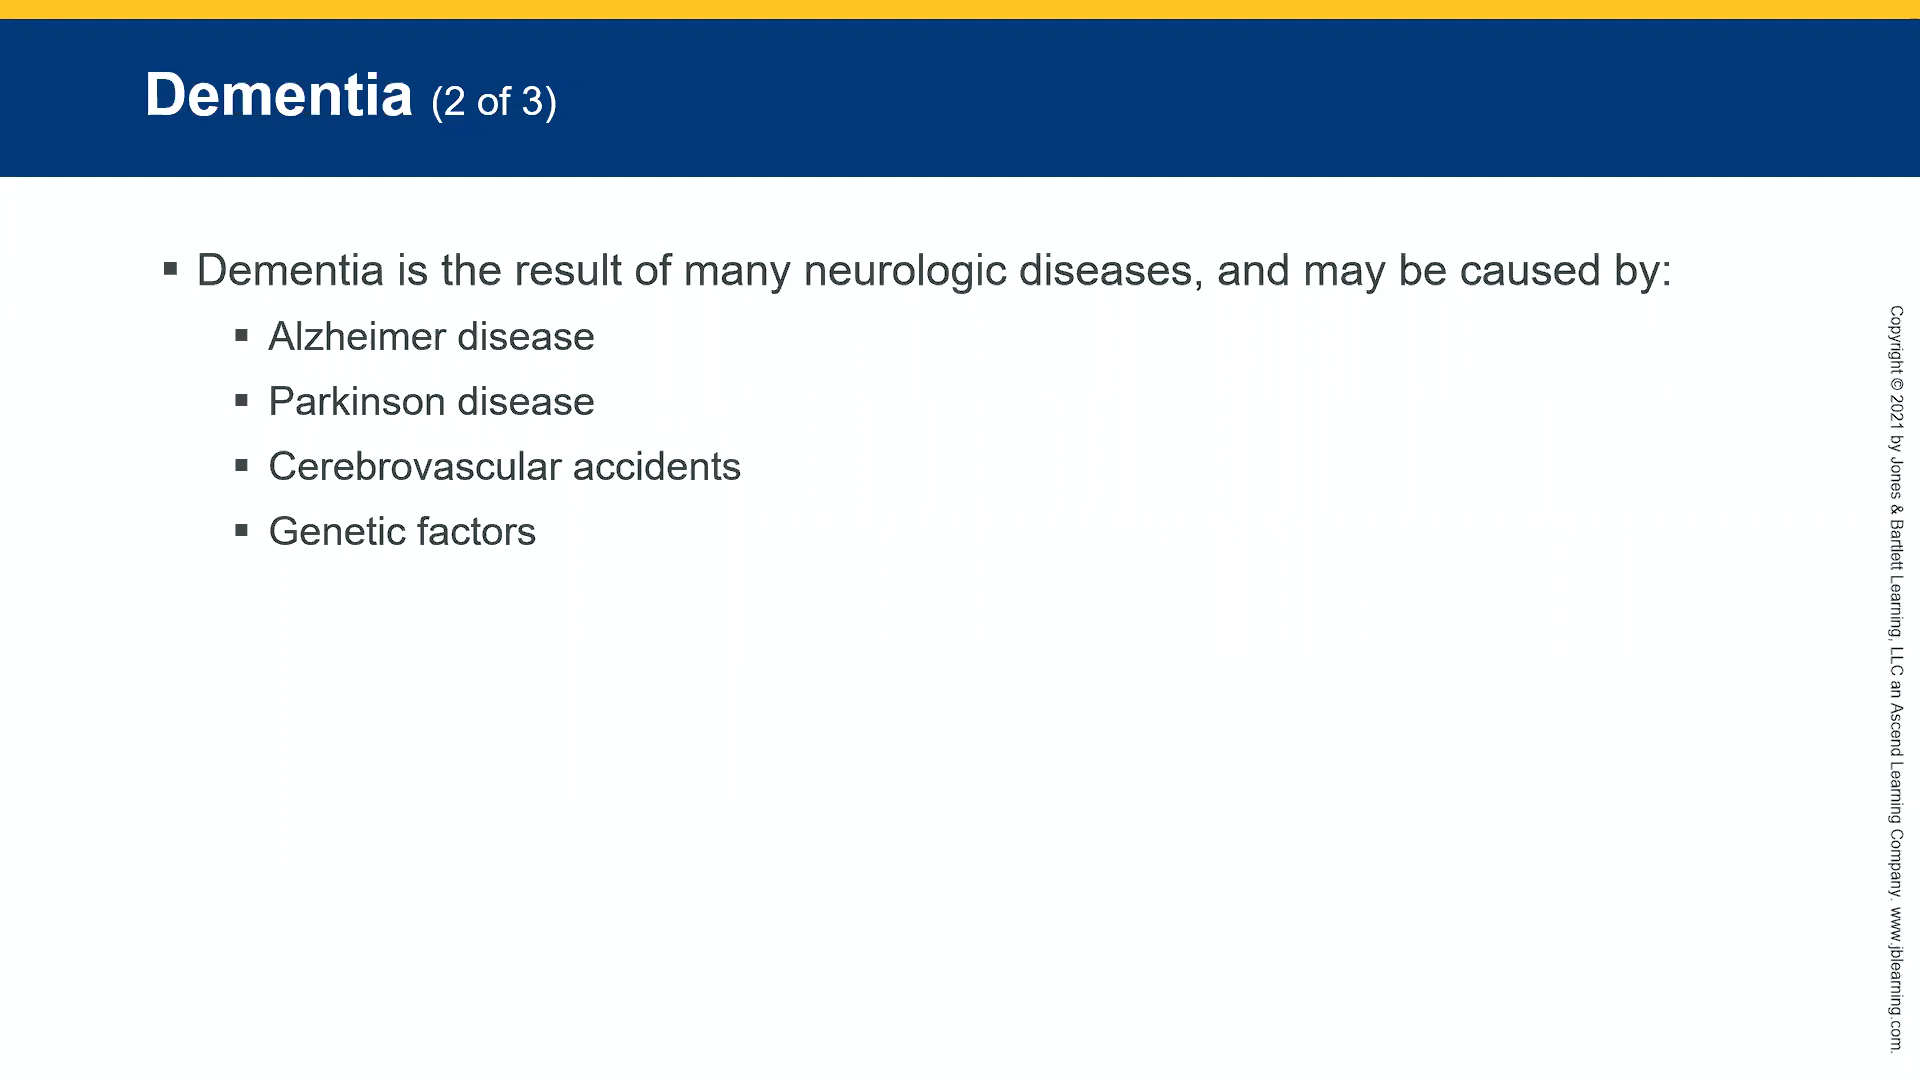 Dementia (2 of 3)
▪ Dementia is the result of many neurologic diseases, and may be caused by:
▪ Alzheimer disease
▪ Parkinson disease
▪ Cerebrovascular accidents
▪ Genetic factors
Copyright © 2021 by Jones & Bartlett Learning, LLC an Ascend Learning Company. www.jblearning.com.